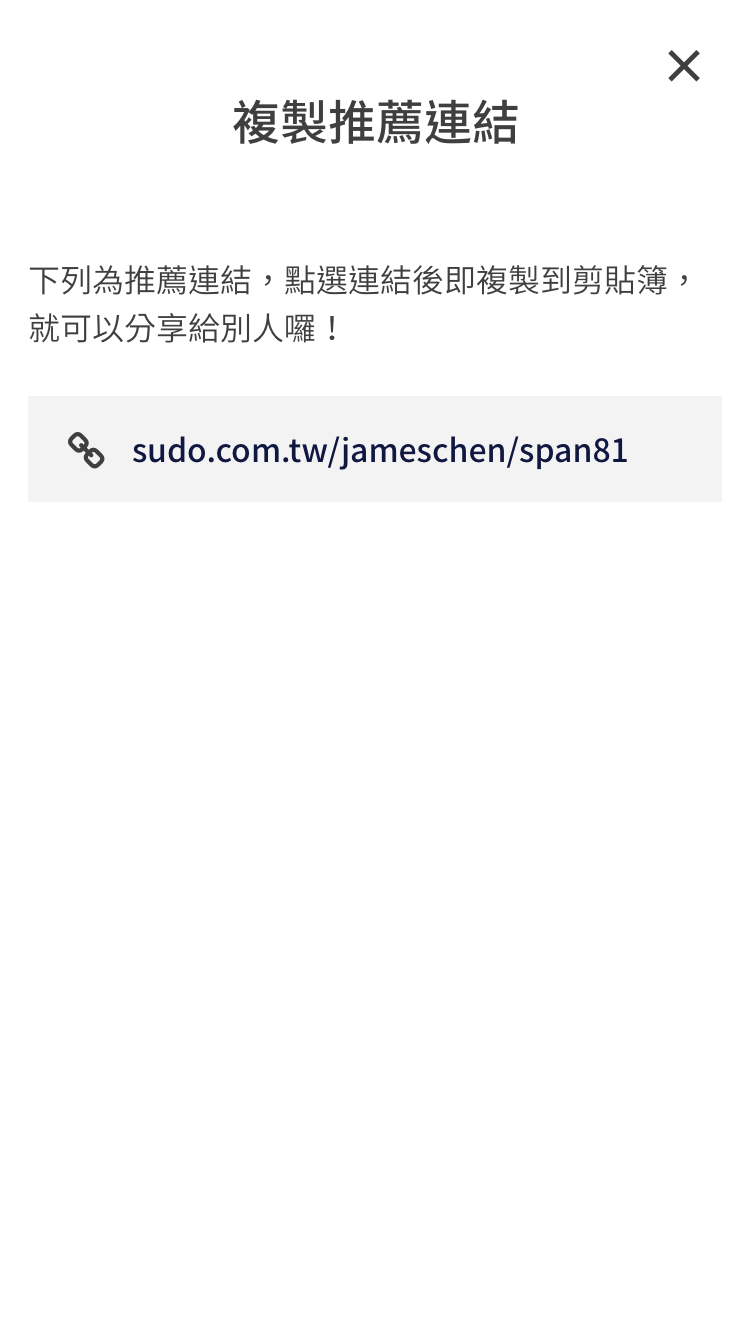 複製推薦連結
下列為推薦連結，點選連結後即複製到剪貼簿，
就可以分享給別人囉！
sudo.com.tw/jameschen/span81